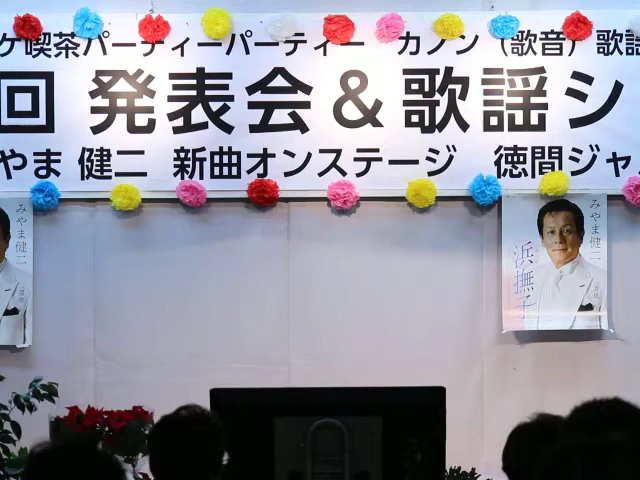 ケ喫茶パーティーパーティー カノン（歌音）歌謡
回 発表会＆歌謡シ
やま 健二 新曲オンステージ 徳間ジャ
みやま健二
浜撫子